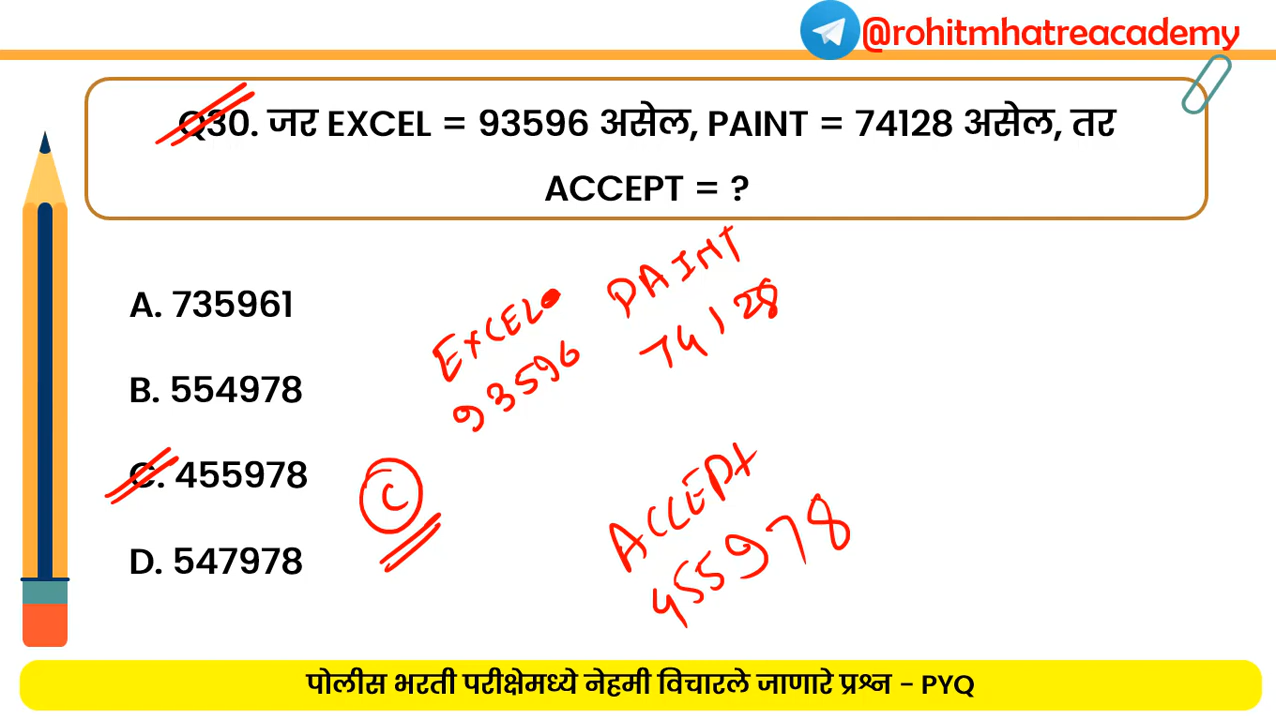 @rohitmhatreacademy
Q30. जर EXCEL = 93596 असेल, PAINT = 74128 असेल, तर
ACCEPT = ?
A. 735961
B. 554978
C. 455978
D. 547978
EXCEL
93596
PAINT
74128
C
ACCEPT
455978
पोलीस भरती परीक्षेमध्ये नेहमी विचारले जाणारे प्रश्न - PYQ